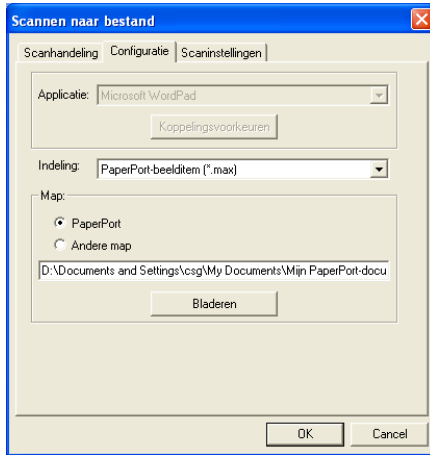 Scannen naar bestand
Scanhandeling Configuratie Scaninstellingen
Applicatie: Microsoft WordPad
Koppelingsvoorkeuren
Indeling: PaperPort-beelditem (*.max)
Map:
PaperPort
Andere map
D:\Documents and Settings\csg\My Documents\Mijn PaperPort-docu
Bladeren
OK Cancel